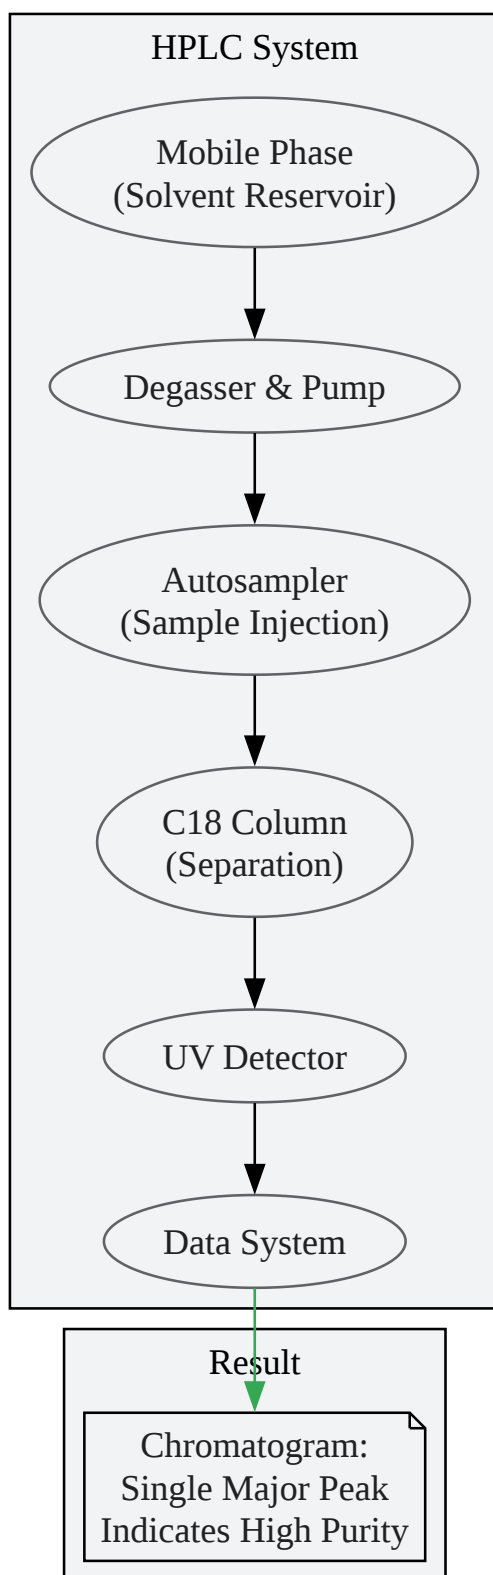 HPLC System
Mobile Phase
(Solvent Reservoir)
Degasser & Pump
Autosampler
(Sample Injection)
C18 Column
(Separation)
UV Detector
Data System
Result
Chromatogram:
Single Major Peak
Indicates High Purity